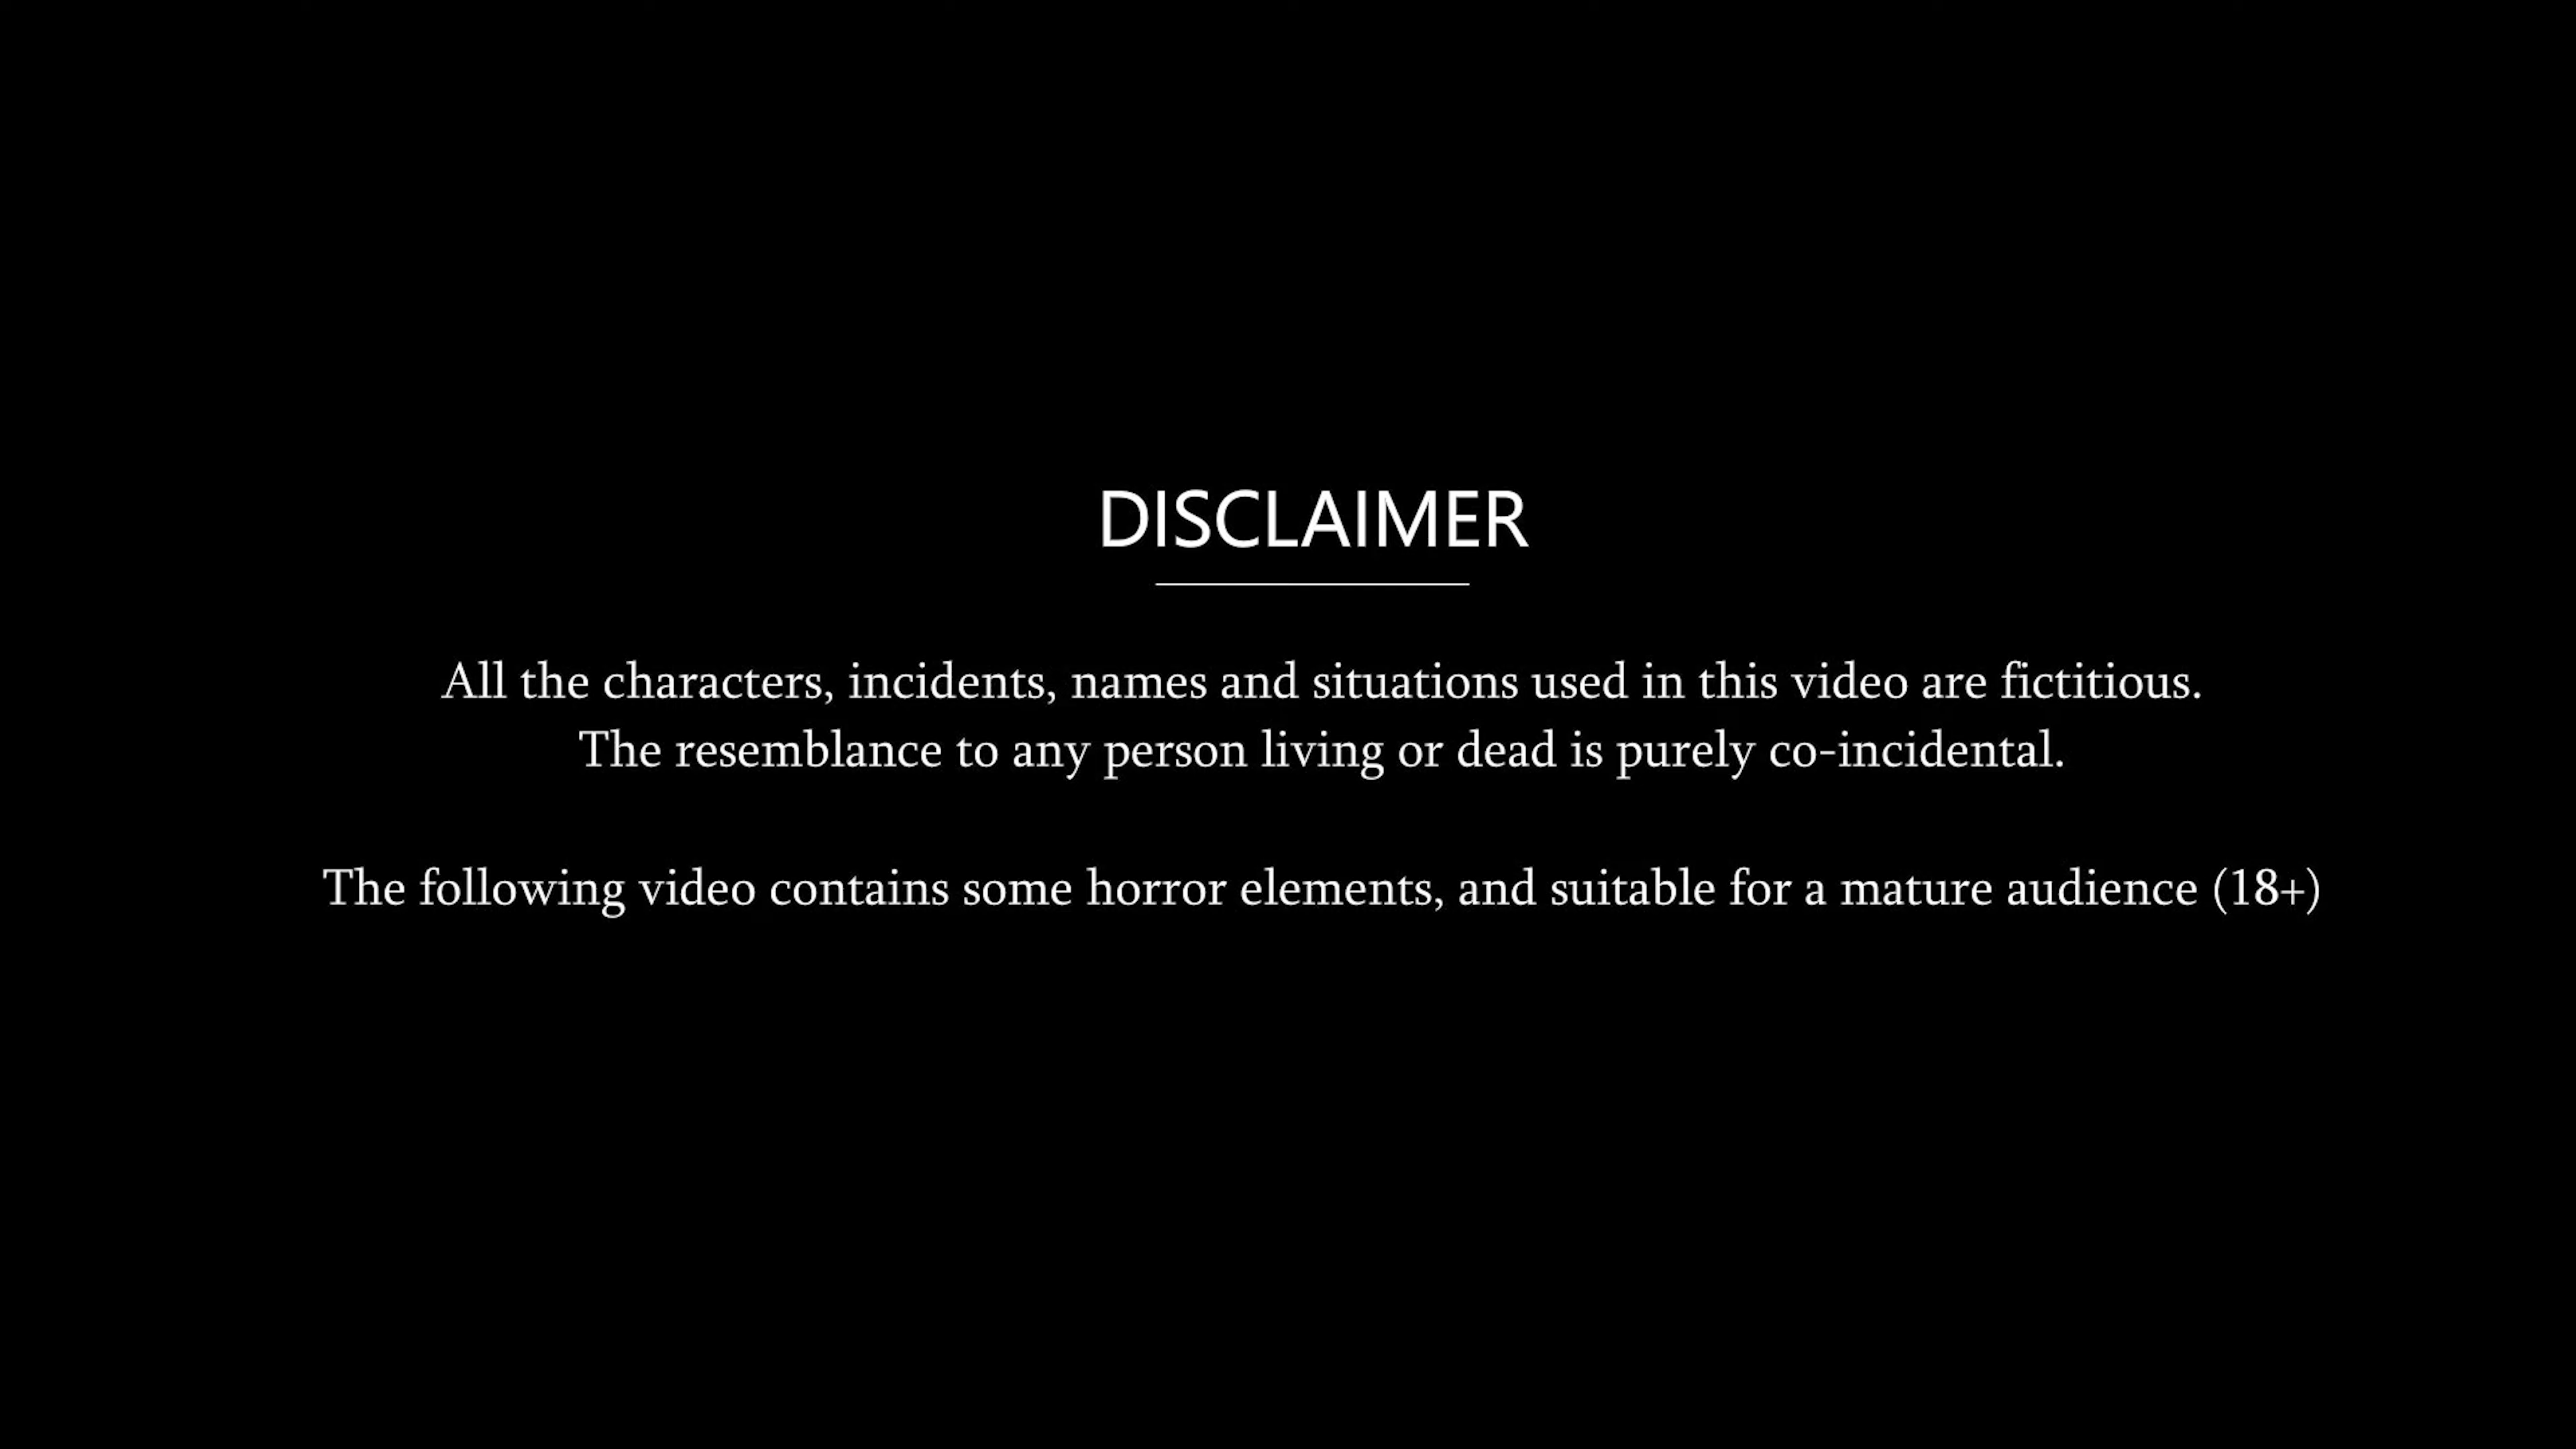 DISCLAIMER
All the characters, incidents, names and situations used in this video are fictitious.
The resemblance to any person living or dead is purely co-incidental.
The following video contains some horror elements, and suitable for a mature audience (18+)